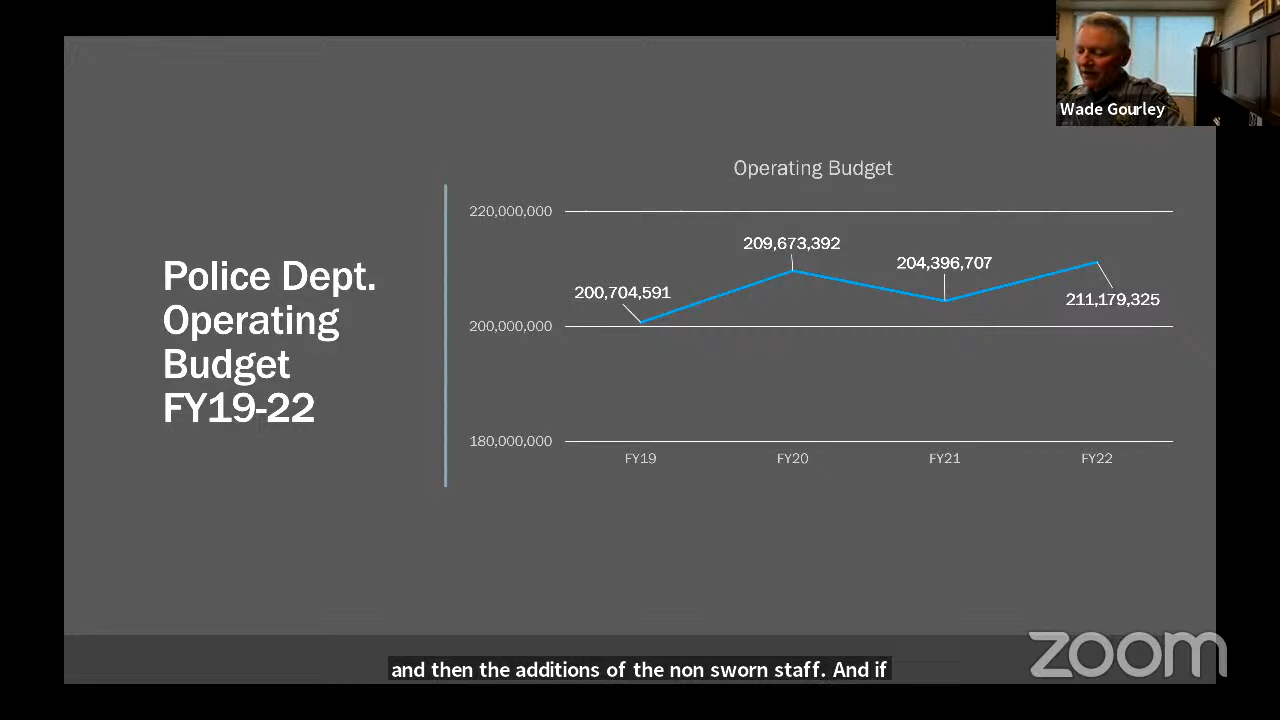 Wade Gourley
Operating Budget
220,000,000
209,673,392
204,396,707
200,704,591
211,179,325
200,000,000
180,000,000
FY19
FY20
FY21
FY22
Police Dept.
Operating
Budget
FY19-22
zoom
and then the additions of the non sworn staff. And if